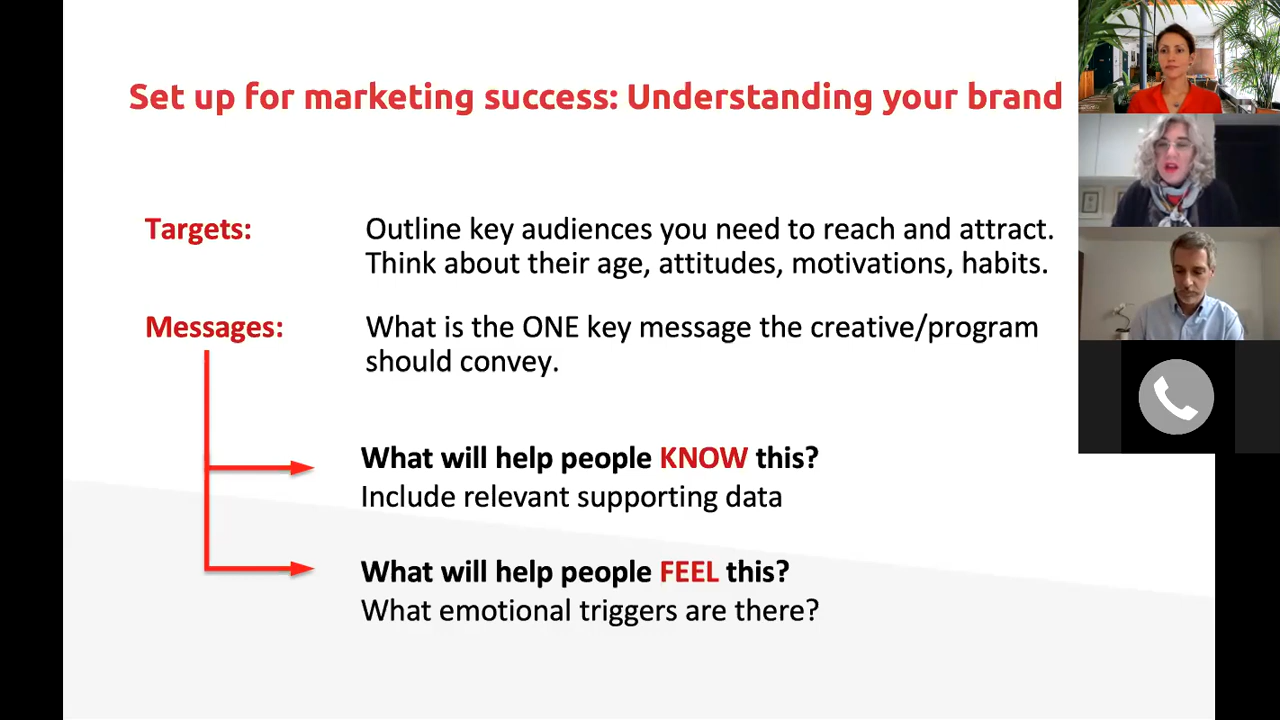 Set up for marketing success: Understanding your brand
Targets:
Outline key audiences you need to reach and attract.
Think about their age, attitudes, motivations, habits.
Messages:
What is the ONE key message the creative/program
should convey.
What will help people KNOW this?
Include relevant supporting data
What will help people FEEL this?
What emotional triggers are there?